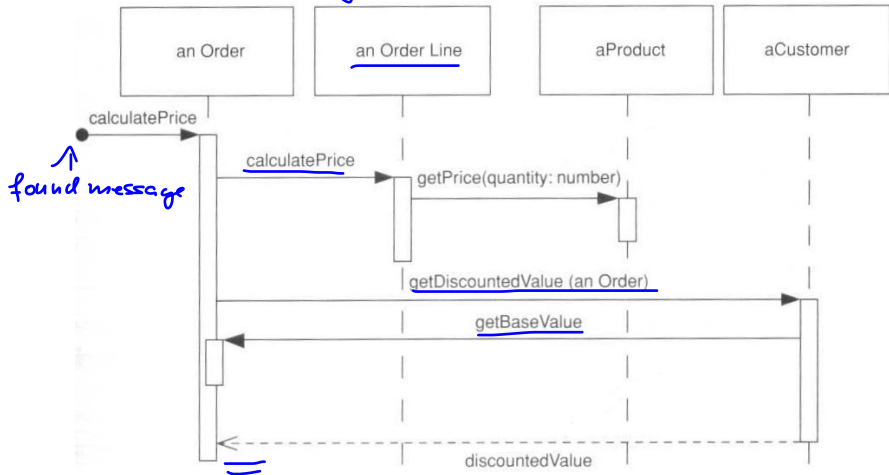 an Order
an Order Line
aProduct
aCustomer
calculatePrice
found message
calculatePrice
getPrice(quantity: number)
getDiscountedValue (an Order)
getBaseValue
discountedValue